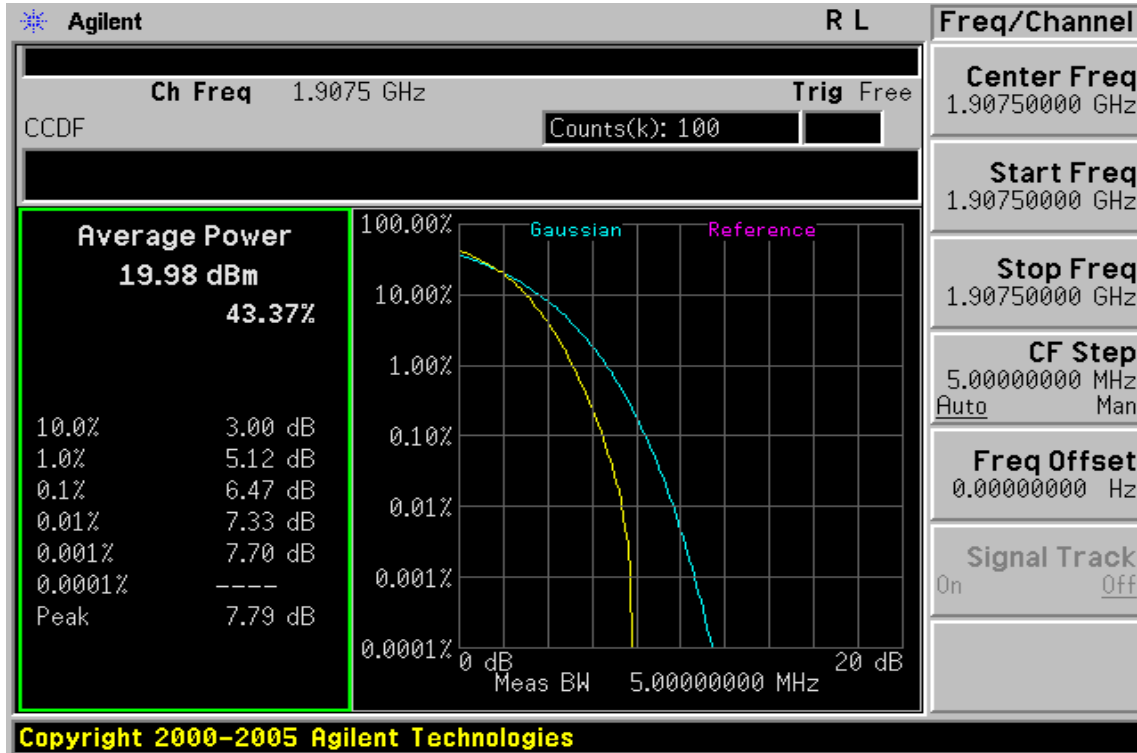 Agilent R L
Ch Freq 1.9075 GHz Trig Free
CCDF Counts(k): 100
Average Power
19.98 dBm
43.37%
10.0% 3.00 dB
1.0% 5.12 dB
0.1% 6.47 dB
0.01% 7.33 dB
0.001% 7.70 dB
0.0001% ----
Peak 7.79 dB
Gaussian Reference
100.00%
10.00%
1.00%
0.10%
0.01%
0.001%
0.0001%
0 dB 20 dB
Meas BW 5.00000000 MHz
Freq/Channel
Center Freq
1.90750000 GHz
Start Freq
1.90750000 GHz
Stop Freq
1.90750000 GHz
CF Step
5.00000000 MHz
Auto Man
Freq Offset
0.00000000 Hz
Signal Track
On Off
Copyright 2000-2005 Agilent Technologies